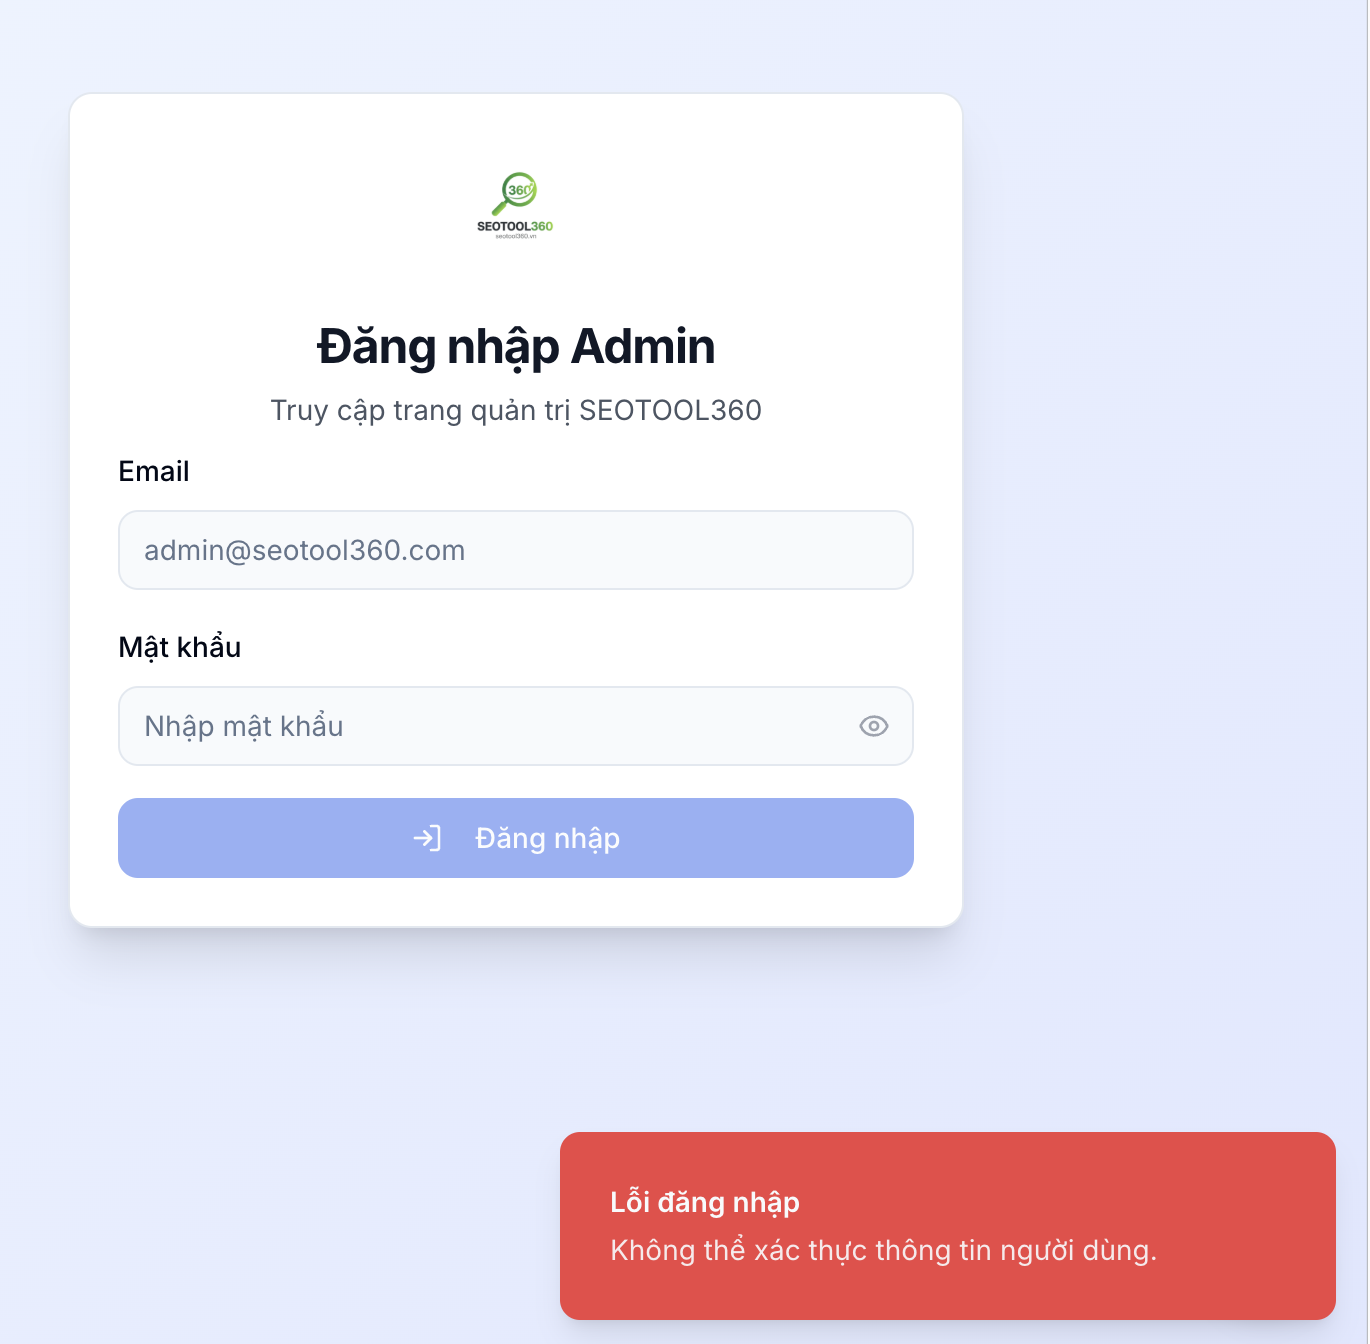 360
SEOTOOL360
seotool360.vn
Đăng nhập Admin
Truy cập trang quản trị SEOTOOL360
Email
admin@seotool360.com
Mật khẩu
Nhập mật khẩu
Đăng nhập
Lỗi đăng nhập
Không thể xác thực thông tin người dùng.